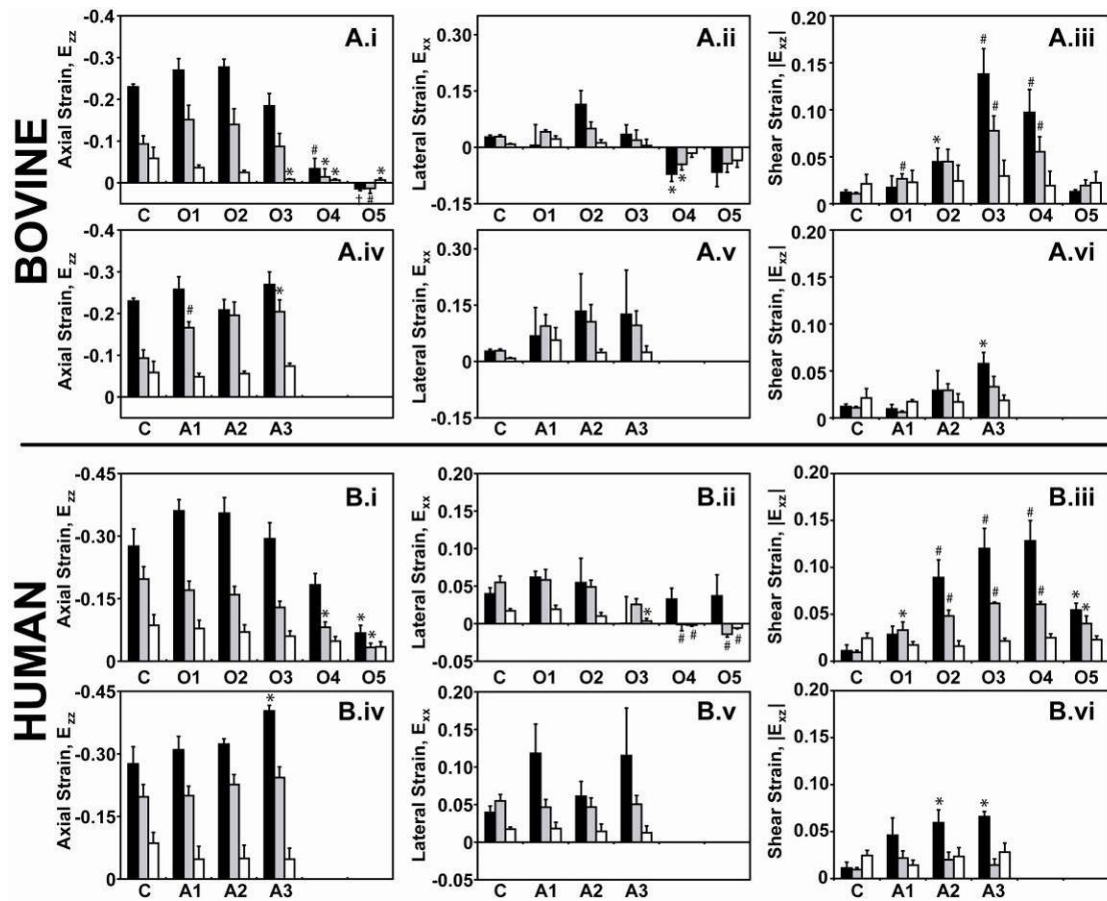 BOVINE
A.i
Axial Strain, Ezz
-0.4
-0.3
-0.2
-0.1
0
# * * * † # *
C O1 O2 O3 O4 O5
A.ii
Lateral Strain, Exx
0.30
0.15
0
-0.15
* *
C O1 O2 O3 O4 O5
A.iii
Shear Strain, |Exz|
0.20
0.15
0.10
0.05
0
# * # # # #
C O1 O2 O3 O4 O5
A.iv
Axial Strain, Ezz
-0.4
-0.3
-0.2
-0.1
0
# *
C A1 A2 A3
A.v
Lateral Strain, Exx
0.30
0.15
0
-0.15
C A1 A2 A3
A.vi
Shear Strain, |Exz|
0.20
0.15
0.10
0.05
0
*
C A1 A2 A3
HUMAN
B.i
Axial Strain, Ezz
-0.45
-0.30
-0.15
0
* * *
C O1 O2 O3 O4 O5
B.ii
Lateral Strain, Exx
0.20
0.15
0.10
0.05
0
-0.05
* # # # #
C O1 O2 O3 O4 O5
B.iii
Shear Strain, |Exz|
0.20
0.15
0.10
0.05
0
* # # # # # # * *
C O1 O2 O3 O4 O5
B.iv
Axial Strain, Ezz
-0.45
-0.30
-0.15
0
*
C A1 A2 A3
B.v
Lateral Strain, Exx
0.20
0.15
0.10
0.05
0
-0.05
C A1 A2 A3
B.vi
Shear Strain, |Exz|
0.20
0.15
0.10
0.05
0
* *
C A1 A2 A3